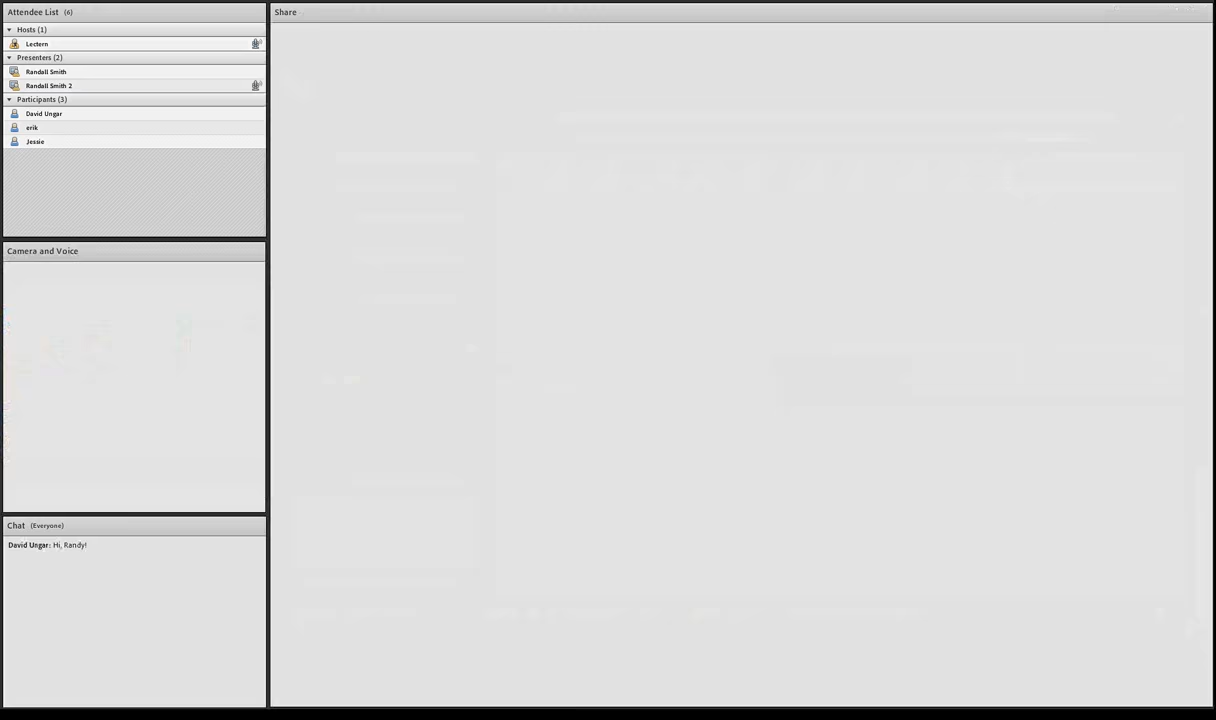 Attendee List (6)
Hosts (1)
Lectern
Presenters (2)
Randall Smith
Randall Smith 2
Participants (3)
David Ungar
erik
Jessie
Camera and Voice
Chat (Everyone)
David Ungar: Hi, Randy!
Share